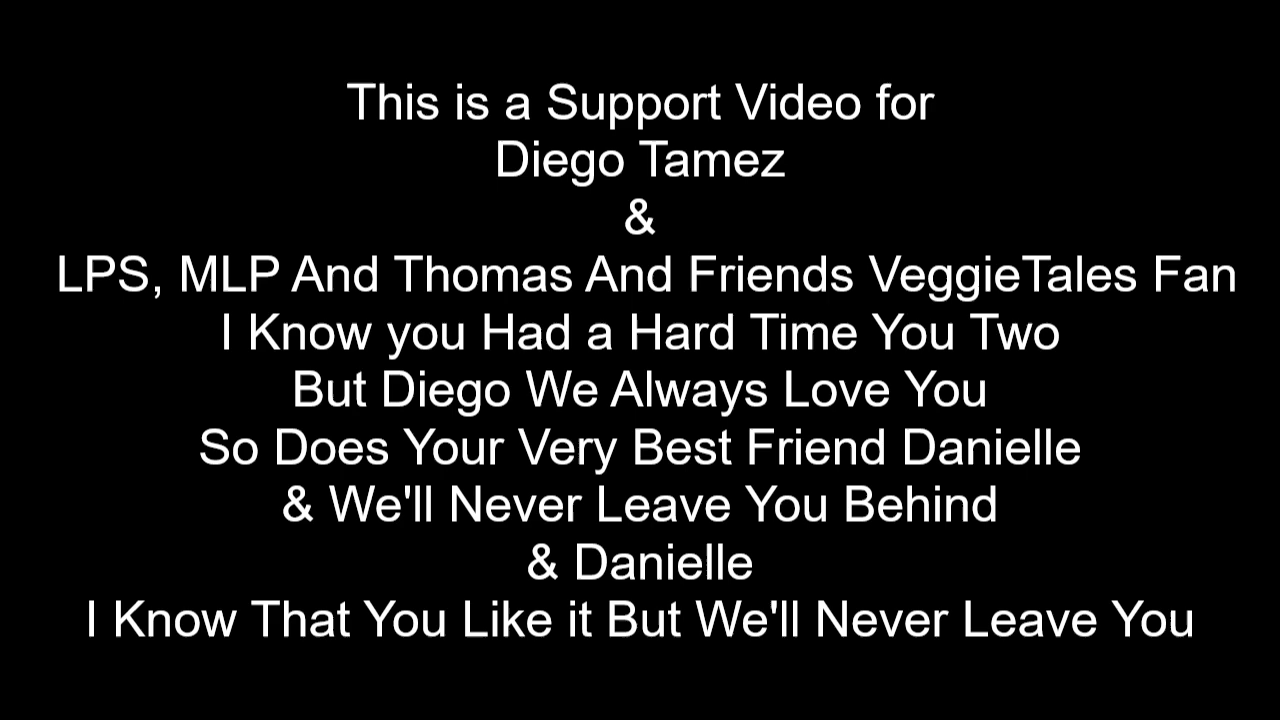 This is a Support Video for
Diego Tamez
&
LPS, MLP And Thomas And Friends VeggieTales Fan
I Know you Had a Hard Time You Two
But Diego We Always Love You
So Does Your Very Best Friend Danielle
& We'll Never Leave You Behind
& Danielle
I Know That You Like it But We'll Never Leave You